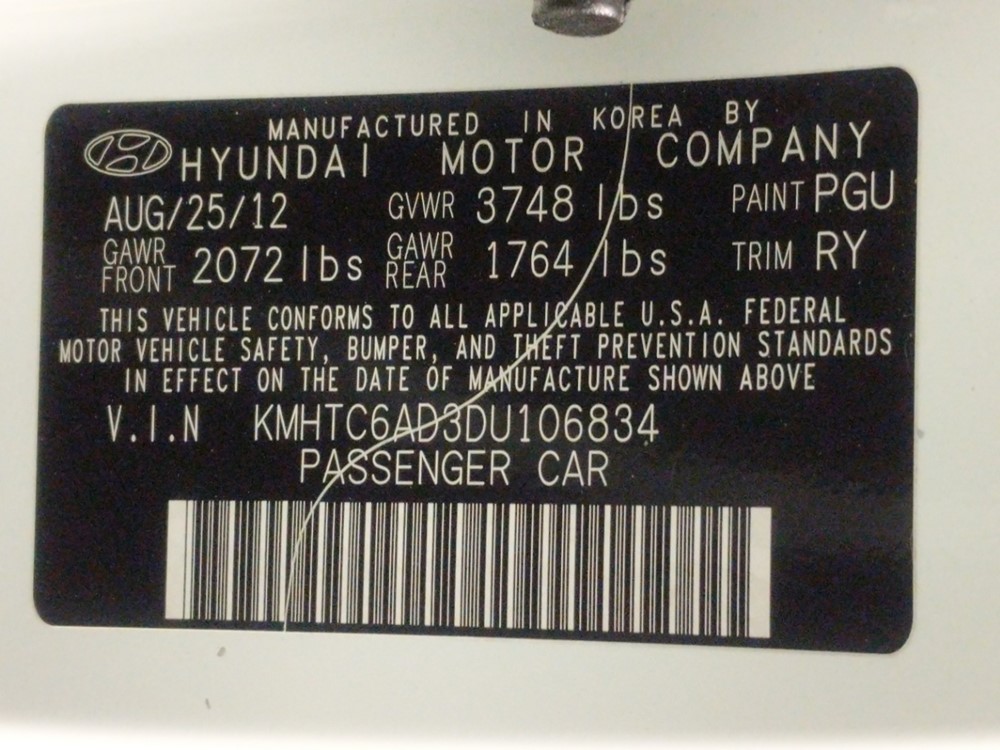 MANUFACTURED IN KOREA BY
HYUNDAI MOTOR COMPANY
AUG/25/12 GVWR 3748 lbs PAINT PGU
GAWR FRONT 2072 lbs GAWR REAR 1764 lbs TRIM RY
THIS VEHICLE CONFORMS TO ALL APPLICABLE U.S.A. FEDERAL
MOTOR VEHICLE SAFETY, BUMPER, AND THEFT PREVENTION STANDARDS
IN EFFECT ON THE DATE OF MANUFACTURE SHOWN ABOVE
V.I.N KMHTC6AD3DU106834
PASSENGER CAR